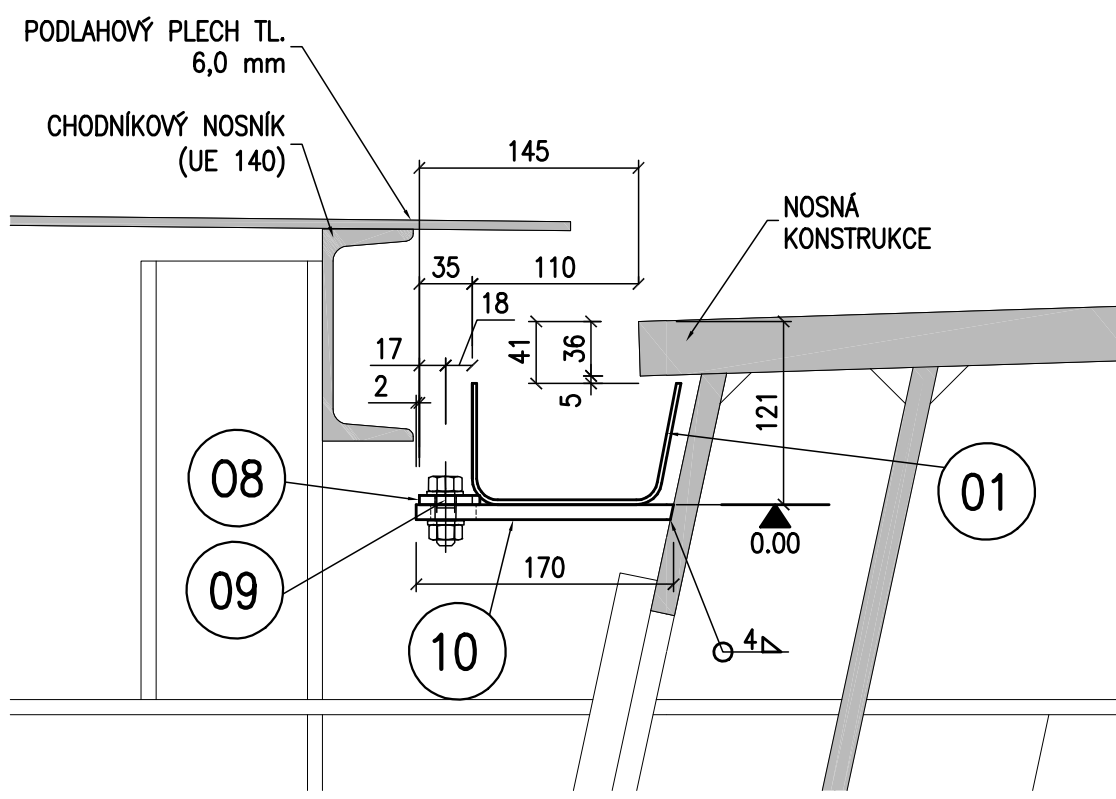 PODLAHOVÝ PLECH TL.
6,0 mm
CHODNÍKOVÝ NOSNÍK
(UE 140)
145
NOSNÁ
KONSTRUKCE
35
110
18
17
41
36
2
5
121
08
01
0.00
09
170
10
4